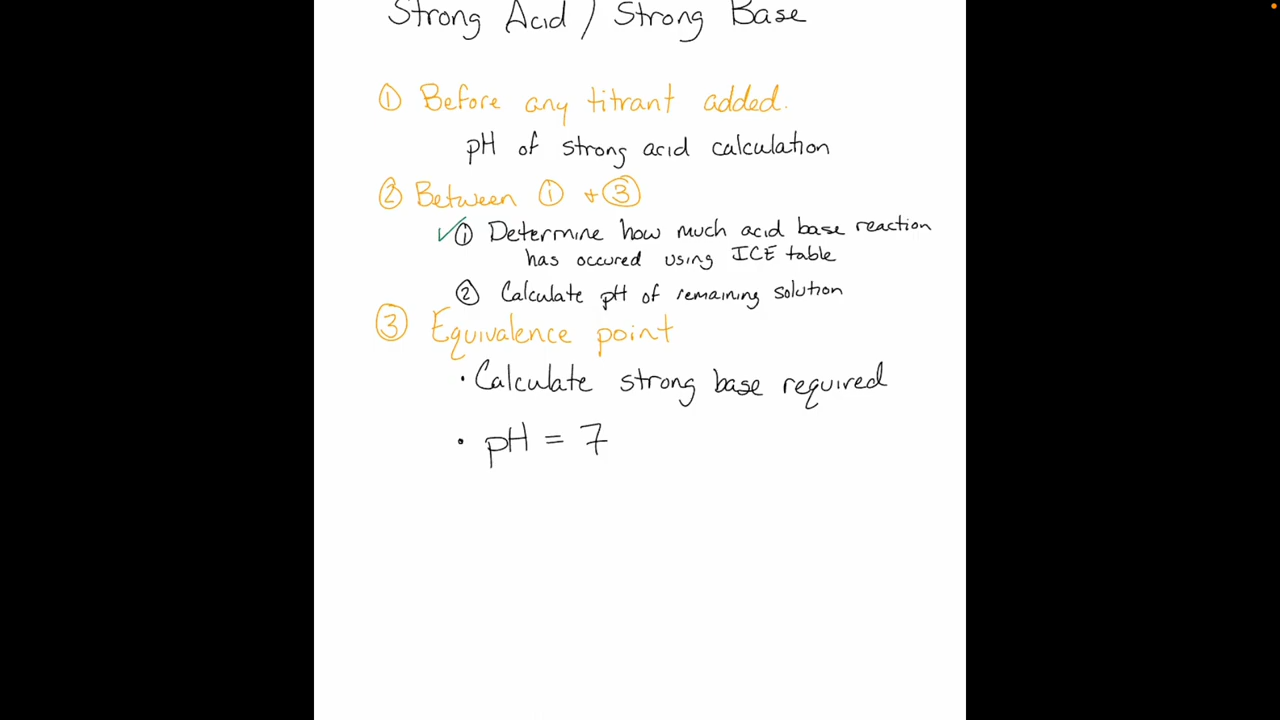 Strong Acid / Strong Base
① Before any titrant added.
pH of strong acid calculation
② Between ① + ③
✓① Determine how much acid base reaction
has occured using ICE table
② Calculate pH of remaining solution
③ Equivalence point
· Calculate strong base required
· pH = 7